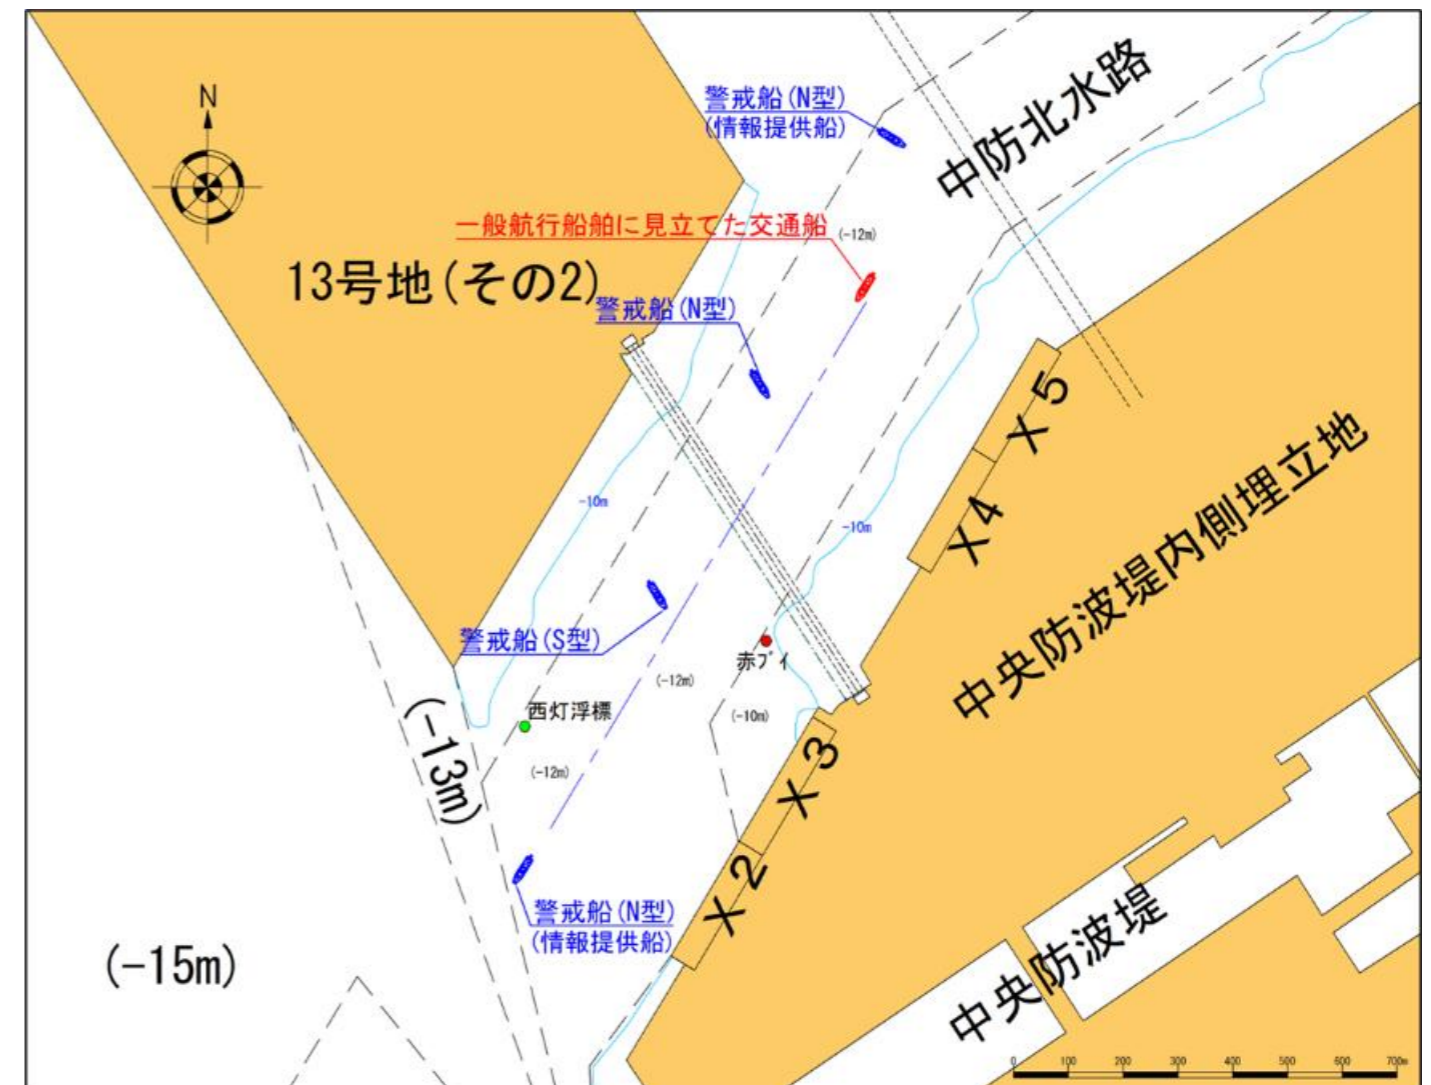 警戒船(N型)
(情報提供船)
中防北水路
N
一般航行船舶に見立てた交通船
(-12m)
13号地(その2)
警戒船(N型)
X5
-10m
X4
-10m
中央防波堤内側埋立地
警戒船(S型)
赤ブイ
(-12m)
西灯浮標
(-10m)
(-13m)
(-12m)
X3
X2
警戒船(N型)
(情報提供船)
(-15m)
中央防波堤
0 100 200 300 400 500 600 700m